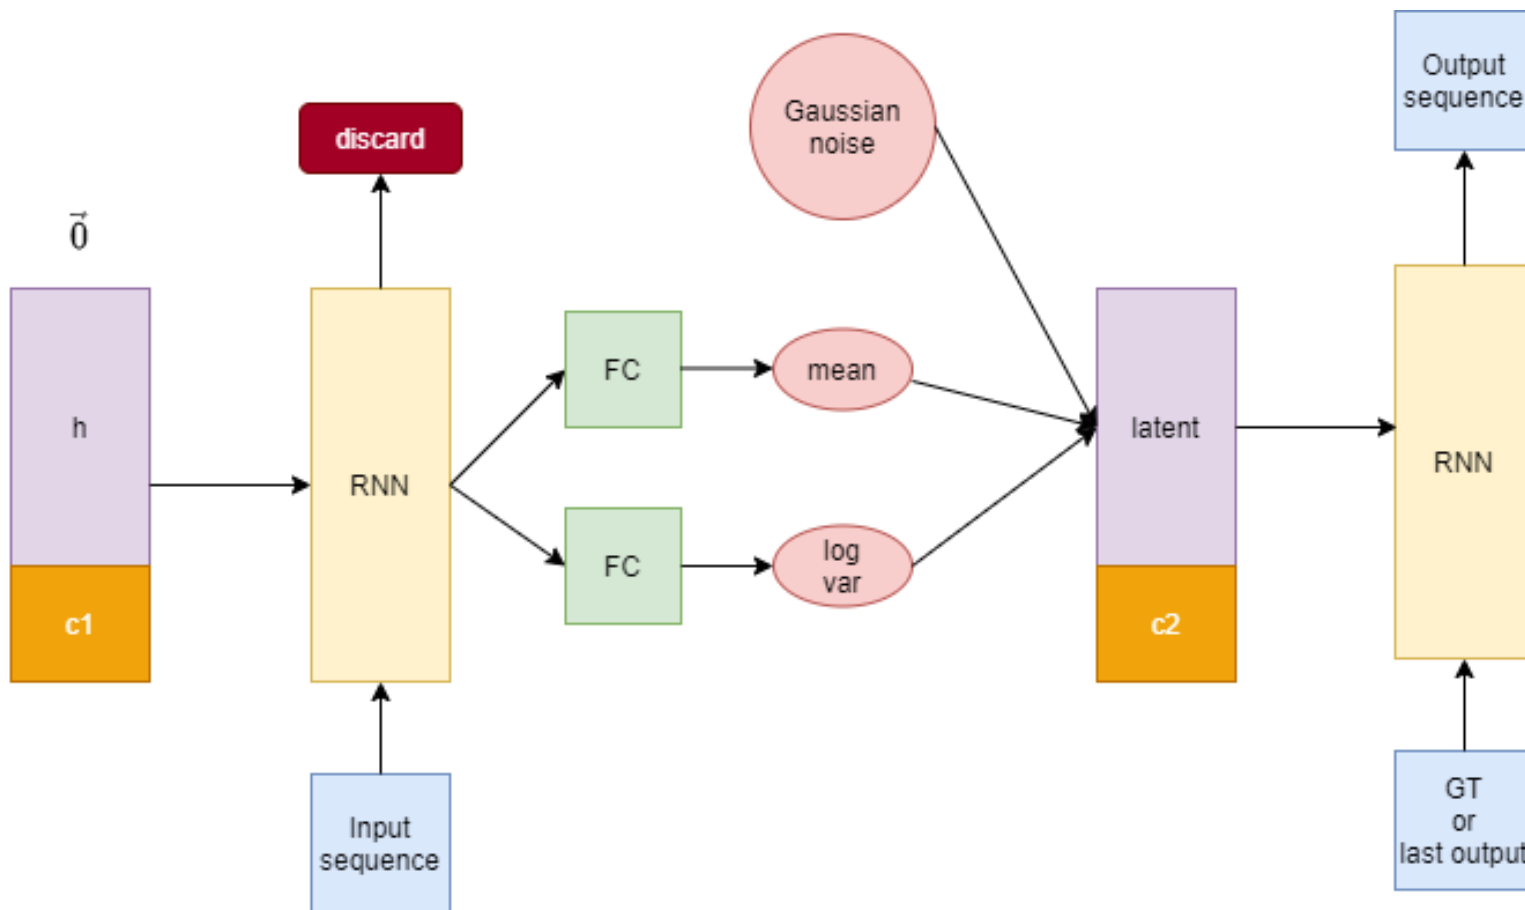 0
h
c1
discard
RNN
Input
sequence
FC
FC
Gaussian
noise
mean
log
var
latent
c2
Output
sequence
RNN
GT
or
last output